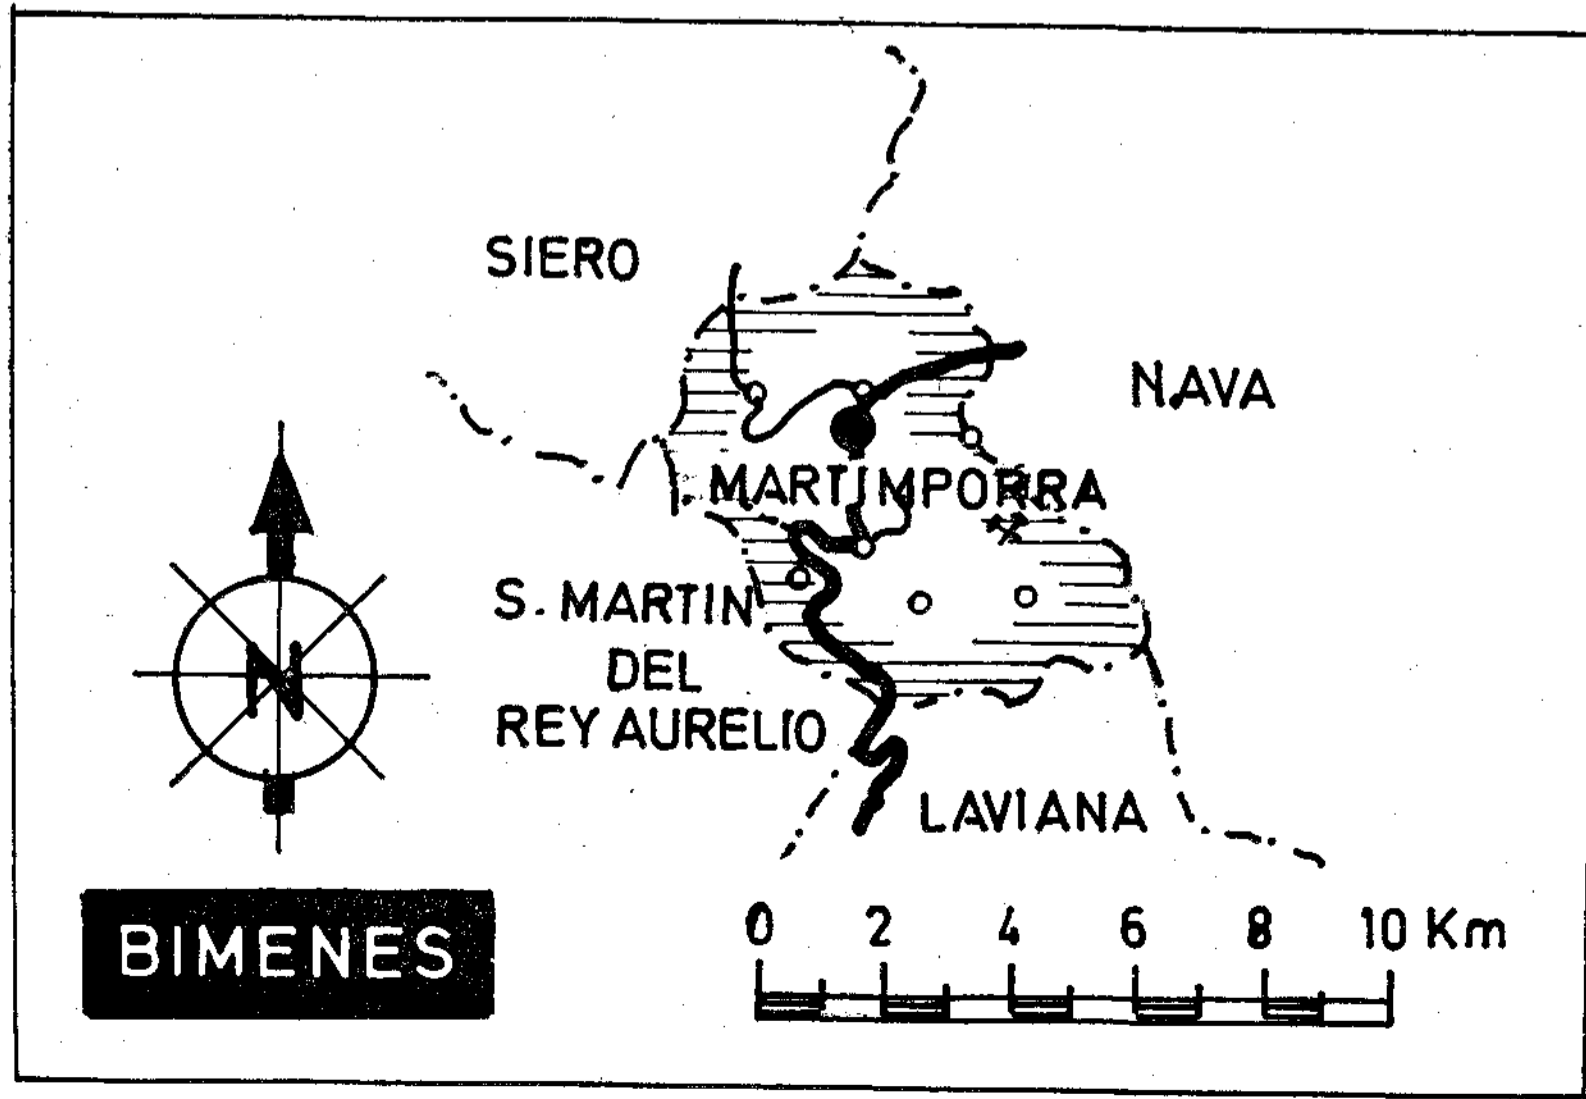 SIERO
NAVA
MARTIMPORRA
S. MARTIN
DEL
REY AURELIO
LAVIANA
N
BIMENES
0 2 4 6 8 10 Km